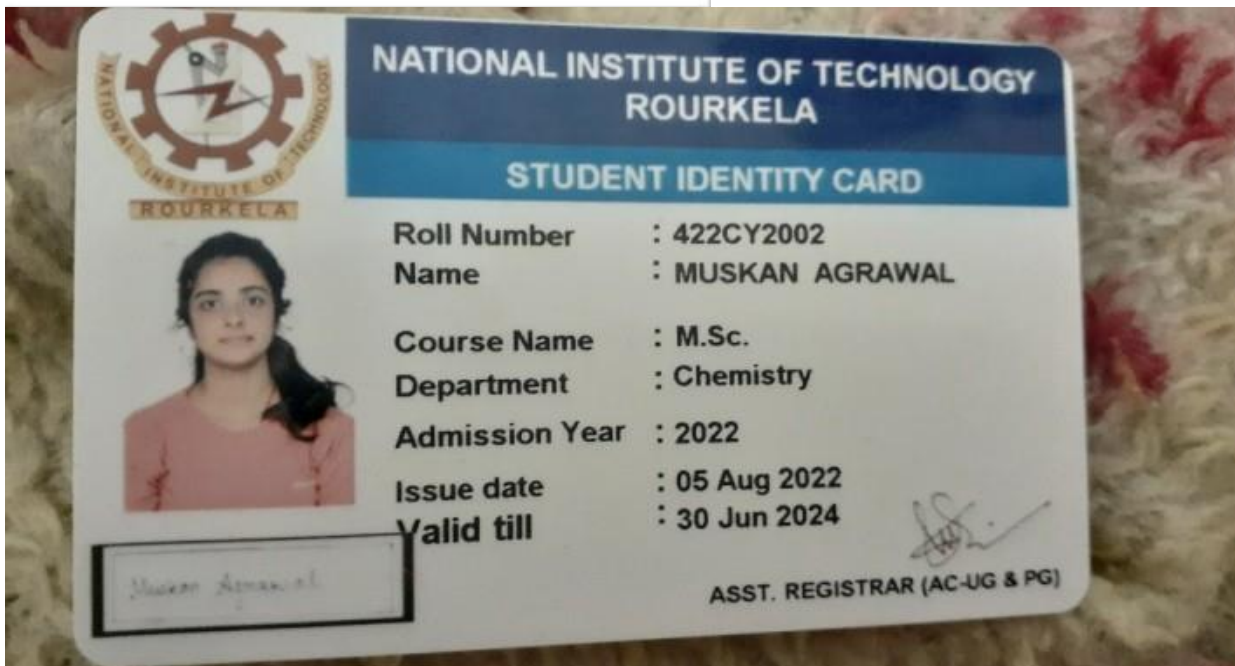 NATIONAL INSTITUTE OF TECHNOLOGY
ROURKELA
NATIONAL INSTITUTE OF TECHNOLOGY
ROURKELA
STUDENT IDENTITY CARD
Roll Number : 422CY2002
Name : MUSKAN AGRAWAL
Course Name : M.Sc.
Department : Chemistry
Admission Year : 2022
Issue date : 05 Aug 2022
Valid till : 30 Jun 2024
Muskan Agrawal
ASST. REGISTRAR (AC-UG & PG)